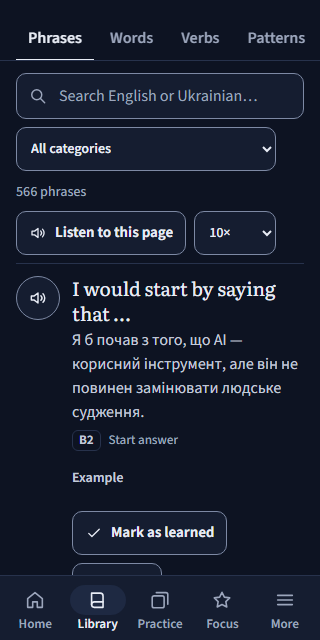 Phrases Words Verbs Patterns
Search English or Ukrainian…
All categories
566 phrases
Listen to this page 10×
I would start by saying
that …
Я б почав з того, що AI —
корисний інструмент, але він не
повинен замінювати людське
судження.
B2 Start answer
Example
Mark as learned
Home Library Practice Focus More